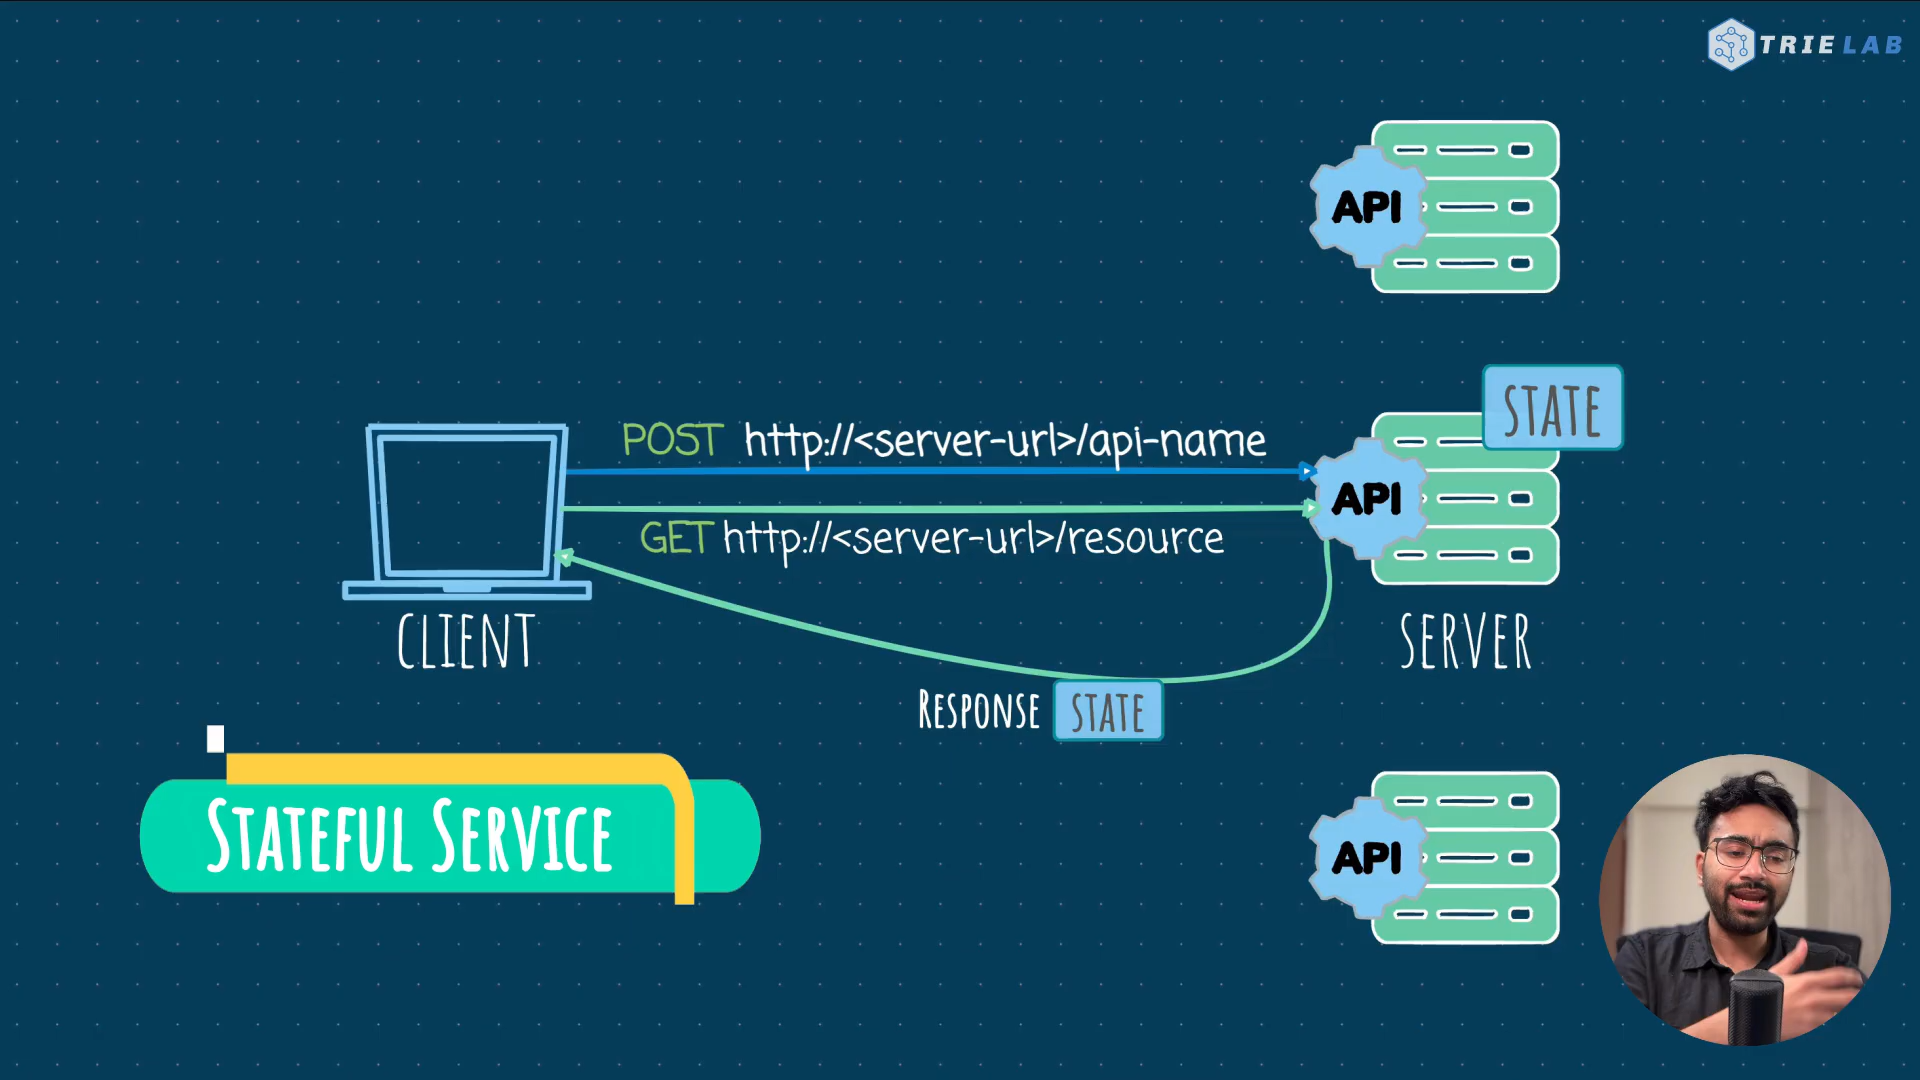 TRIE LAB
API
STATE
POST http://<server-url>/api-name
API
GET http://<server-url>/resource
CLIENT
SERVER
RESPONSE STATE
STATEFUL SERVICE
API